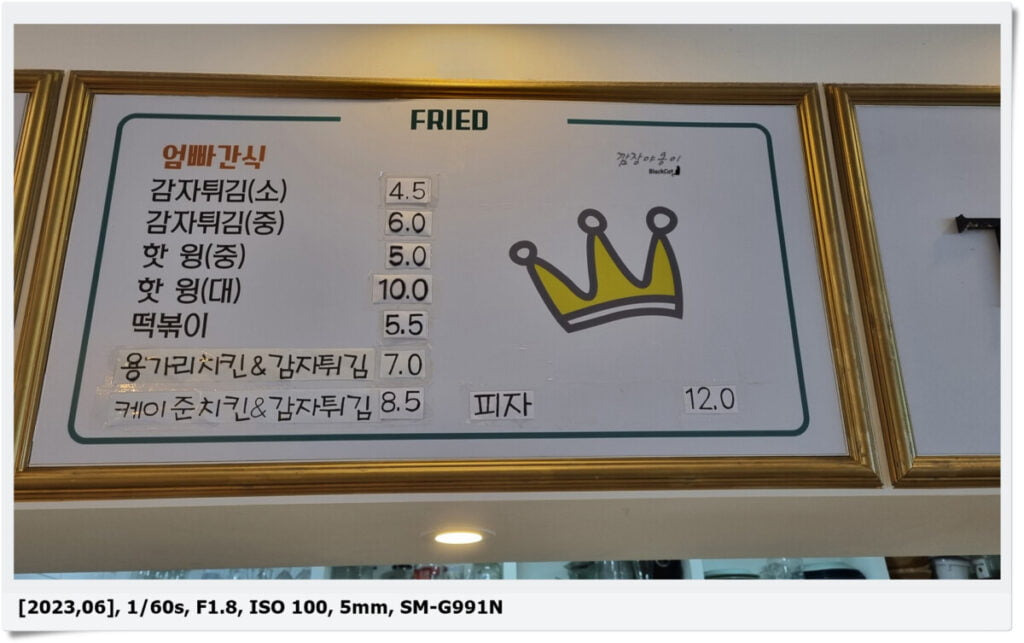 FRIED
엄빠간식
깜장야옹이
BlackCat
감자튀김(소) 4.5
감자튀김(중) 6.0
핫 윙(중) 5.0
핫 윙(대) 10.0
떡볶이 5.5
용가리치킨&감자튀김 7.0
케이준치킨&감자튀김 8.5
피자 12.0
[2023,06], 1/60s, F1.8, ISO 100, 5mm, SM-G991N